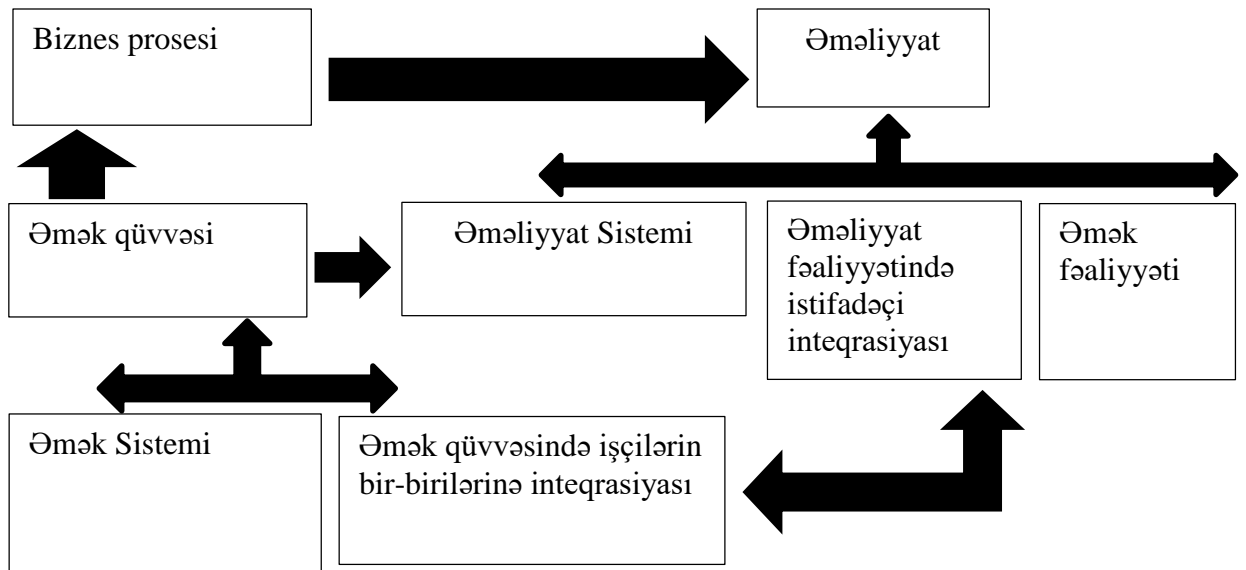 Biznes prosesi
Əməliyyat
Əmək qüvvəsi
Əməliyyat Sistemi
Əməliyyat
fəaliyyətində
istifadəçi
inteqrasiyası
Əmək
fəaliyyəti
Əmək Sistemi
Əmək qüvvəsində işçilərin
bir-birilərinə inteqrasiyası